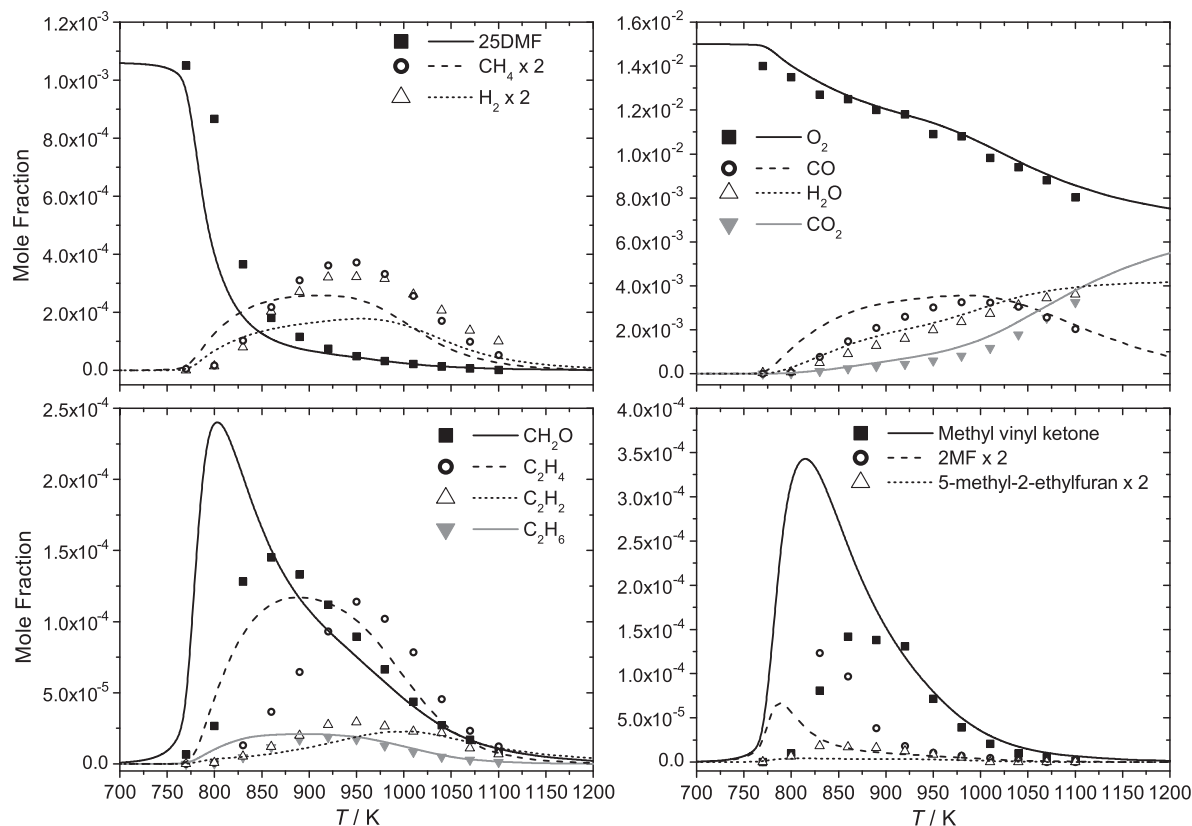 1.2x10⁻³
1.0x10⁻³
8.0x10⁻⁴
6.0x10⁻⁴
4.0x10⁻⁴
2.0x10⁻⁴
0.0
Mole Fraction
25DMF
CH₄ x 2
H₂ x 2
1.6x10⁻²
1.4x10⁻²
1.2x10⁻²
1.0x10⁻²
8.0x10⁻³
6.0x10⁻³
4.0x10⁻³
2.0x10⁻³
0.0
O₂
CO
H₂O
CO₂
2.5x10⁻⁴
2.0x10⁻⁴
1.5x10⁻⁴
1.0x10⁻⁴
5.0x10⁻⁵
0.0
Mole Fraction
CH₂O
C₂H₄
C₂H₂
C₂H₆
700 750 800 850 900 950 1000 1050 1100 1150 1200
T / K
4.0x10⁻⁴
3.5x10⁻⁴
3.0x10⁻⁴
2.5x10⁻⁴
2.0x10⁻⁴
1.5x10⁻⁴
1.0x10⁻⁴
5.0x10⁻⁵
0.0
Methyl vinyl ketone
2MF x 2
5-methyl-2-ethylfuran x 2
700 750 800 850 900 950 1000 1050 1100 1150 1200
T / K